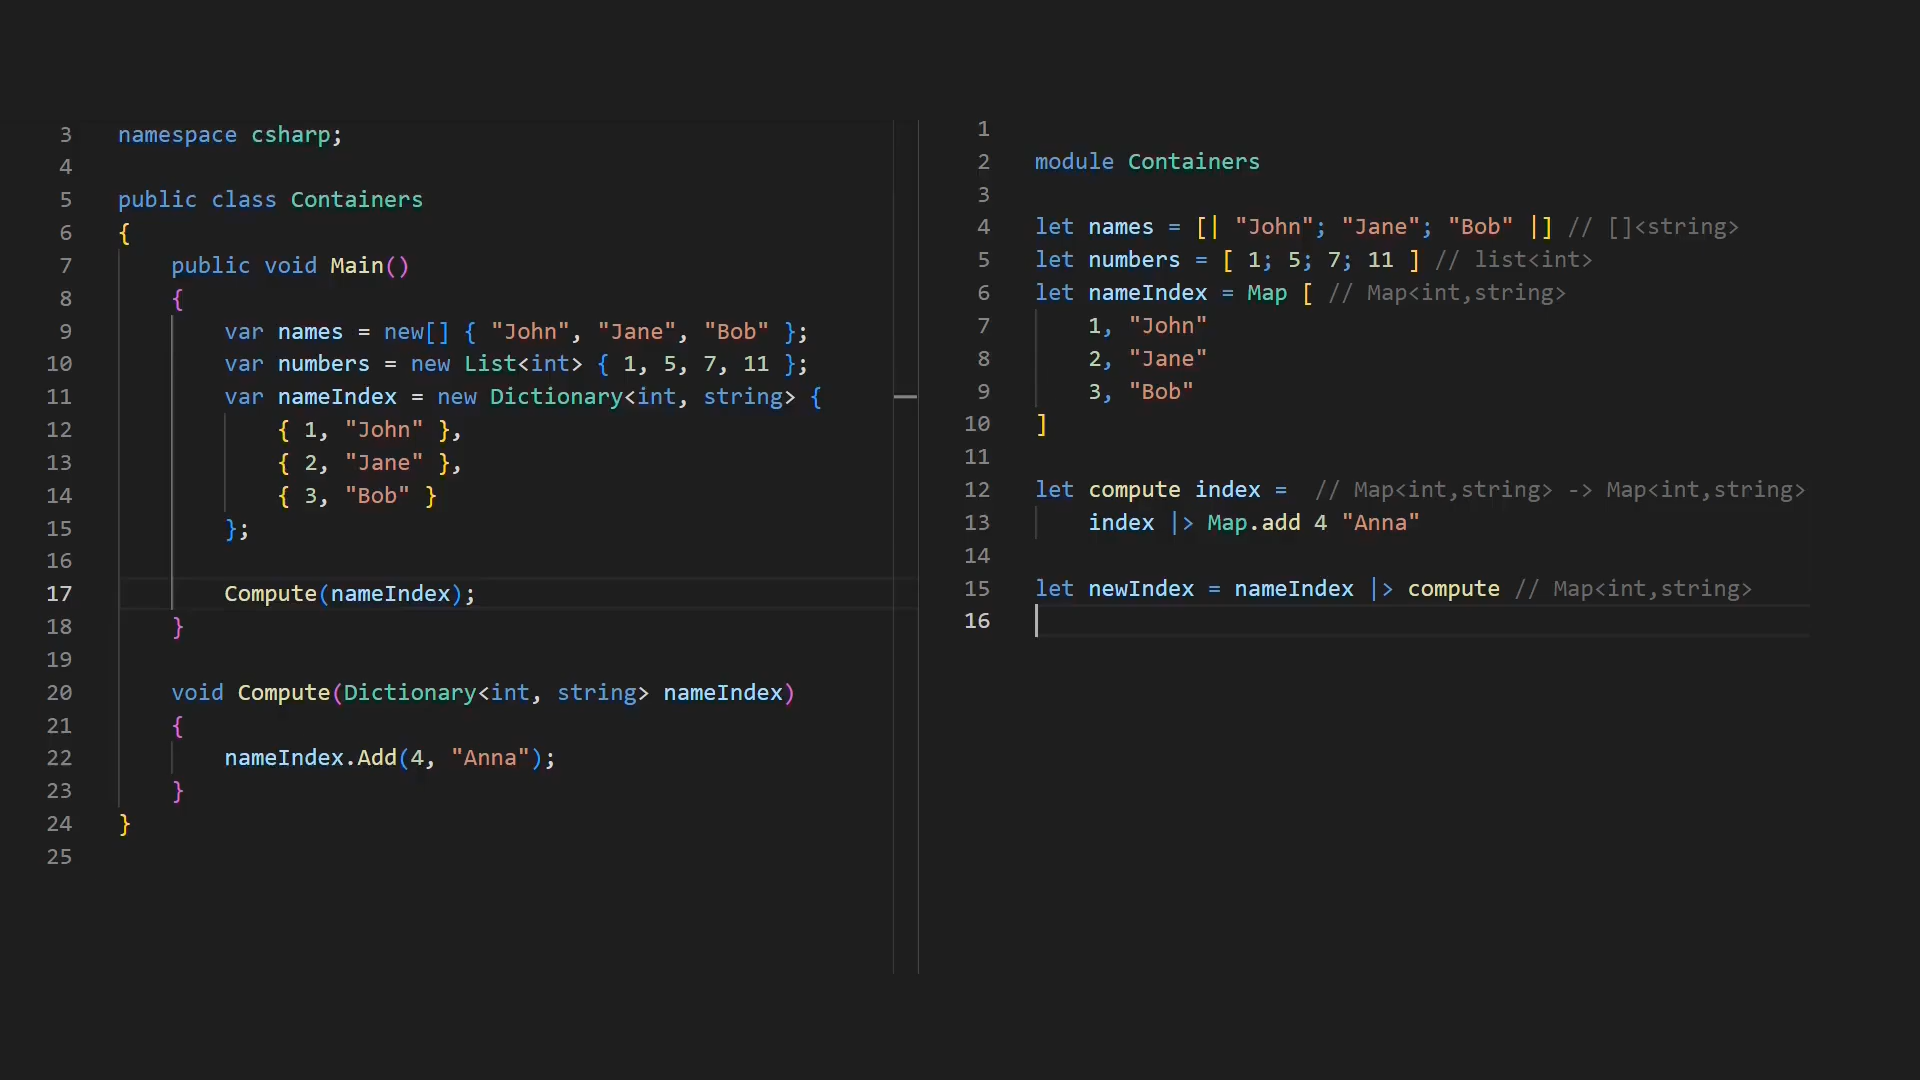 3 namespace csharp;
4
5 public class Containers
6 {
7     public void Main()
8     {
9         var names = new[] { "John", "Jane", "Bob" };
10         var numbers = new List<int> { 1, 5, 7, 11 };
11         var nameIndex = new Dictionary<int, string> {
12             { 1, "John" },
13             { 2, "Jane" },
14             { 3, "Bob" }
15         };
16
17         Compute(nameIndex);
18     }
19
20     void Compute(Dictionary<int, string> nameIndex)
21     {
22         nameIndex.Add(4, "Anna");
23     }
24 }
25
1
2 module Containers
3
4 let names = [| "John"; "Jane"; "Bob" |] // []<string>
5 let numbers = [ 1; 5; 7; 11 ] // list<int>
6 let nameIndex = Map [ // Map<int,string>
7     1, "John"
8     2, "Jane"
9     3, "Bob"
10 ]
11
12 let compute index =  // Map<int,string> -> Map<int,string>
13     index |> Map.add 4 "Anna"
14
15 let newIndex = nameIndex |> compute // Map<int,string>
16